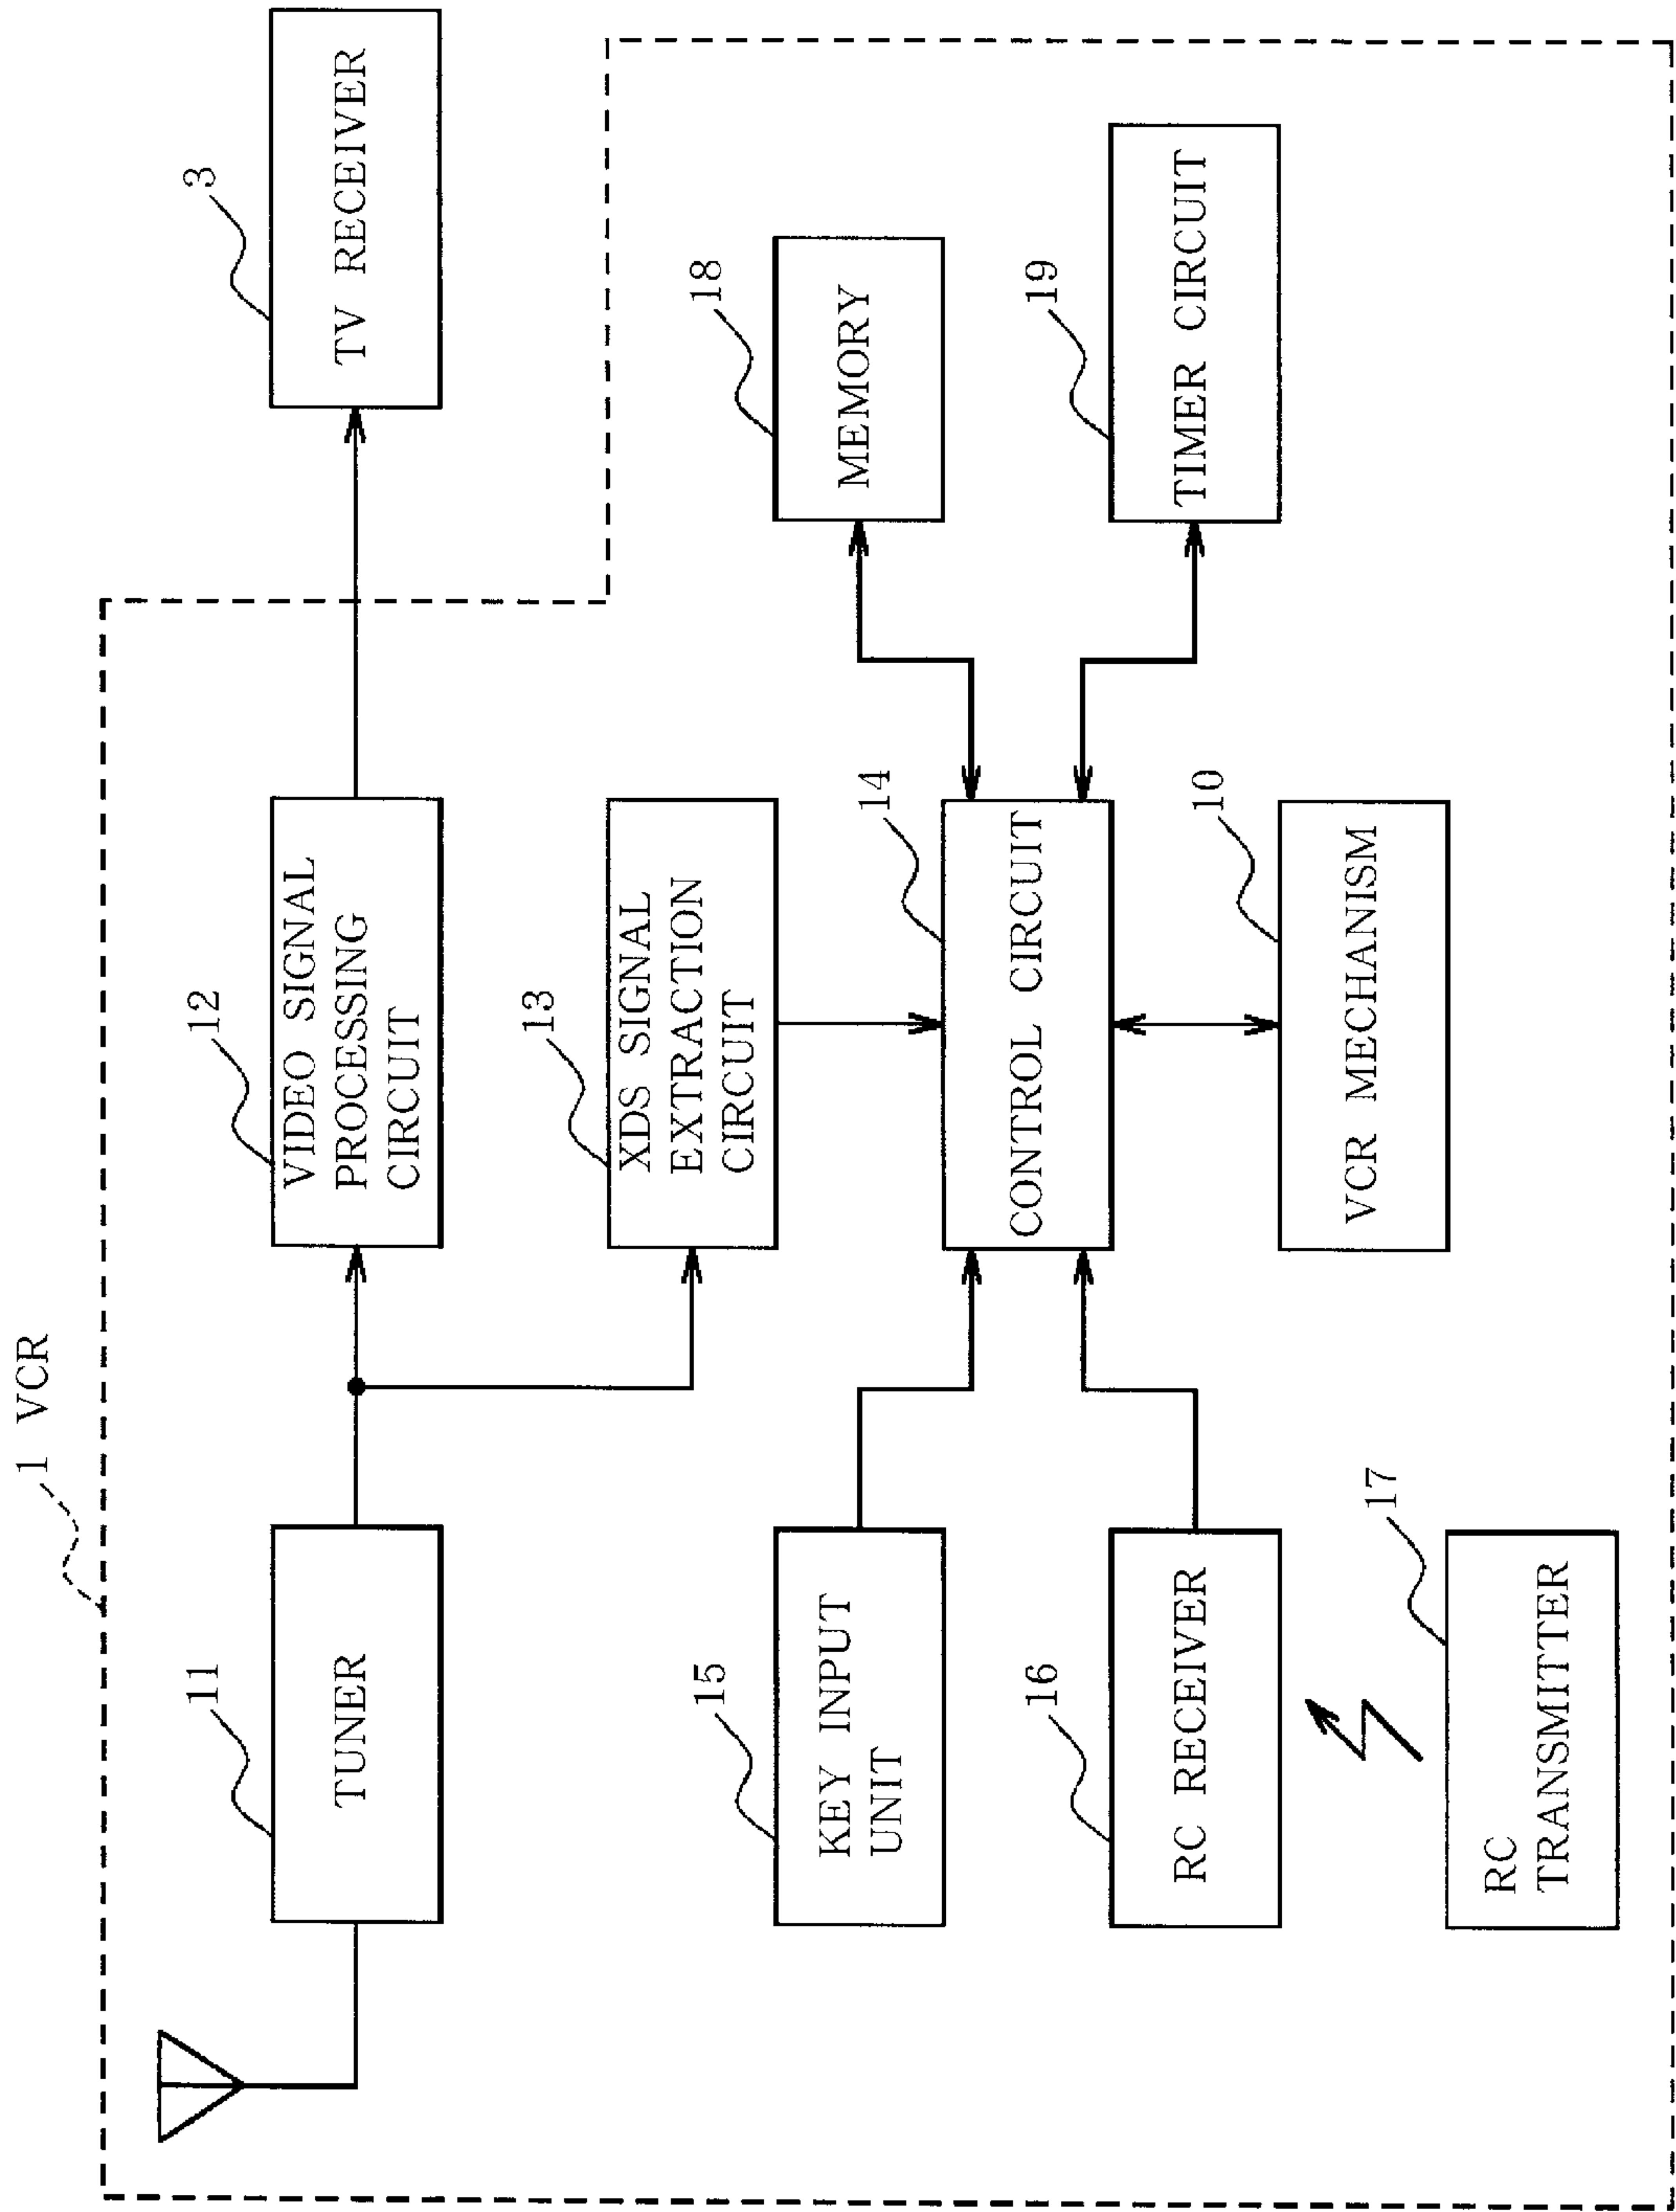 1 VCR
11
TUNER
12
VIDEO SIGNAL
PROCESSING
CIRCUIT
3
TV RECEIVER
13
XDS SIGNAL
EXTRACTION
CIRCUIT
15
KEY INPUT
UNIT
14
CONTROL CIRCUIT
18
MEMORY
16
RC RECEIVER
19
TIMER CIRCUIT
10
VCR MECHANISM
17
RC
TRANSMITTER